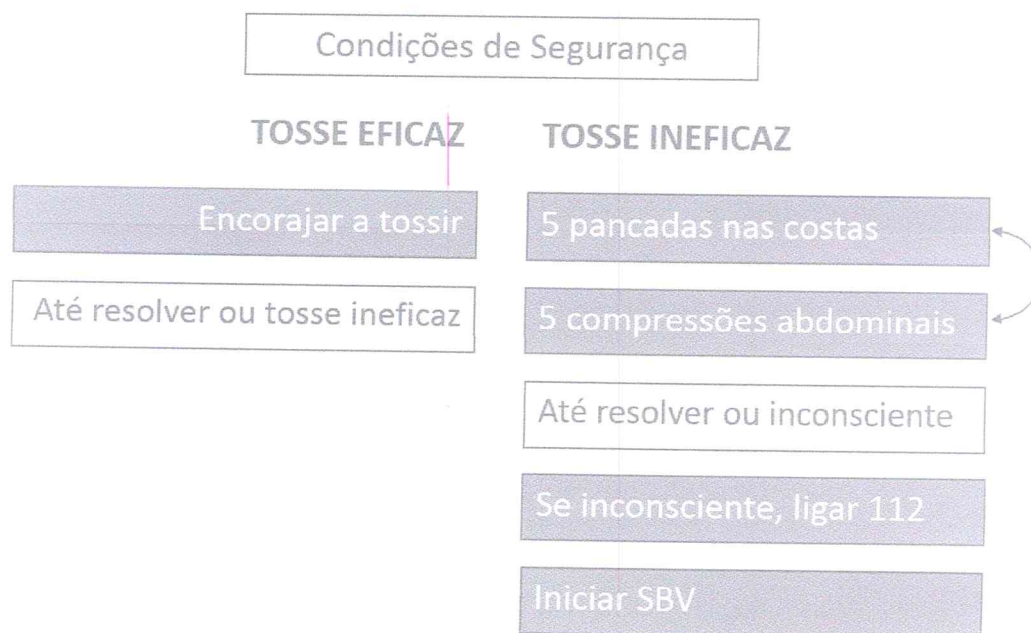 Condições de Segurança
TOSSE EFICAZ
Encorajar a tossir
Até resolver ou tosse ineficaz
TOSSE INEFICAZ
5 pancadas nas costas
5 compressões abdominais
Até resolver ou inconsciente
Se inconsciente, ligar 112
Iniciar SBV